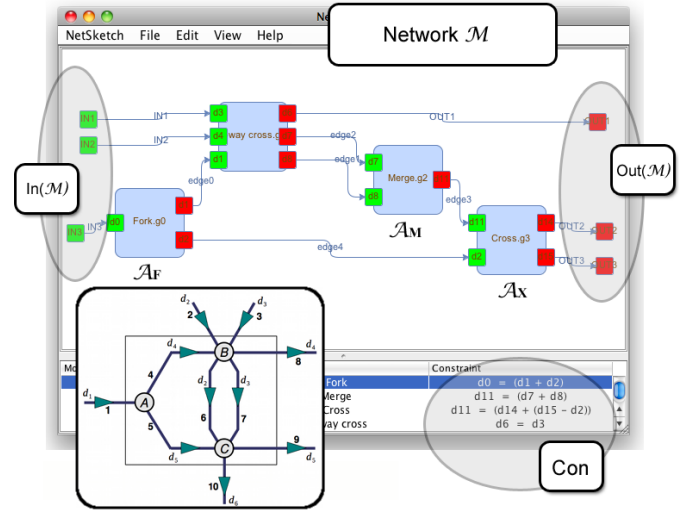 Ne
Network M
NetSketch File Edit View Help
IN1
IN1
d3
OUT1
IN2
IN2
d4
way cross.g
edge2
d1
edge1
d7
Merge.g2
d8
edge0
In(M)
Out(M)
IN3
IN3
d0
Fork.g0
edge3
AM
d11
OUT2
Cross.g3
edge4
d2
OUT3
AF
AX
d2
d3
2
3
Mo
Constraint
d4
B
d4
8
Fork
d0 = (d1 + d2)
4
d2
d3
Merge
d11 = (d7 + d8)
d1
A
1
Cross
d11 = (d14 + (d15 - d2))
5
6
7
way cross
d6 = d3
9
d5
C
d5
10
d6
Con